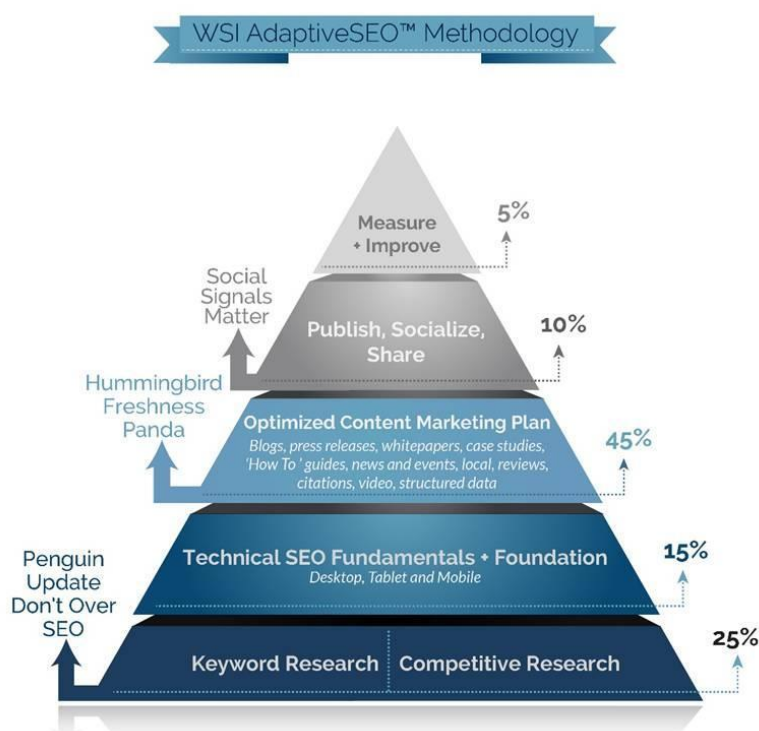 WSI AdaptiveSEO™ Methodology
Measure
+ Improve
5%
Social
Signals
Matter
Publish, Socialize,
Share
10%
Hummingbird
Freshness
Panda
Optimized Content Marketing Plan
Blogs, press releases, whitepapers, case studies,
'How To ' guides, news and events, local, reviews,
citations, video, structured data
45%
Penguin
Update
Don't Over
SEO
Technical SEO Fundamentals + Foundation
Desktop, Tablet and Mobile
15%
Keyword Research
Competitive Research
25%